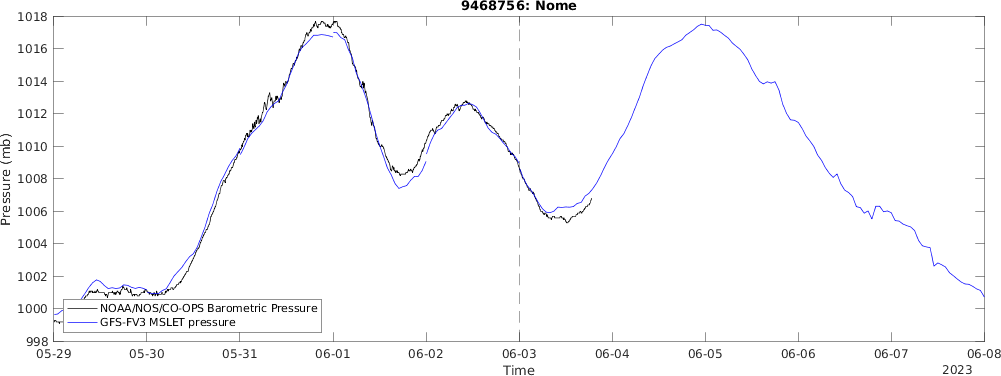 9468756: Nome
1018
1016
1014
1012
1010
1008
1006
1004
1002
1000
998
Pressure (mb)
NOAA/NOS/CO-OPS Barometric Pressure
GFS-FV3 MSLET pressure
05-29 05-30 05-31 06-01 06-02 06-03 06-04 06-05 06-06 06-07 06-08
Time
2023